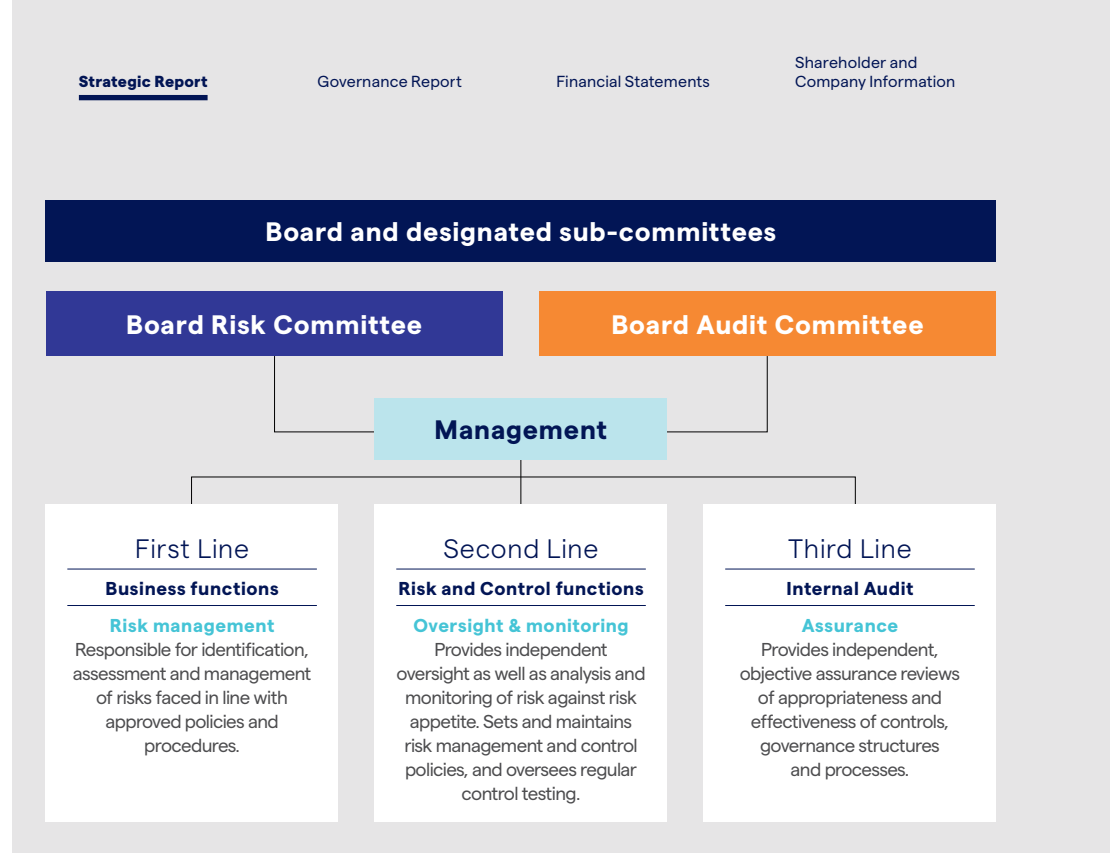 Strategic Report
Governance Report
Financial Statements
Shareholder and
Company Information
Board and designated sub-committees
Board Risk Committee
Board Audit Committee
Management
First Line
Business functions
Risk management
Responsible for identification,
assessment and management
of risks faced in line with
approved policies and
procedures.
Second Line
Risk and Control functions
Oversight & monitoring
Provides independent
oversight as well as analysis and
monitoring of risk against risk
appetite. Sets and maintains
risk management and control
policies, and oversees regular
control testing.
Third Line
Internal Audit
Assurance
Provides independent,
objective assurance reviews
of appropriateness and
effectiveness of controls,
governance structures
and processes.